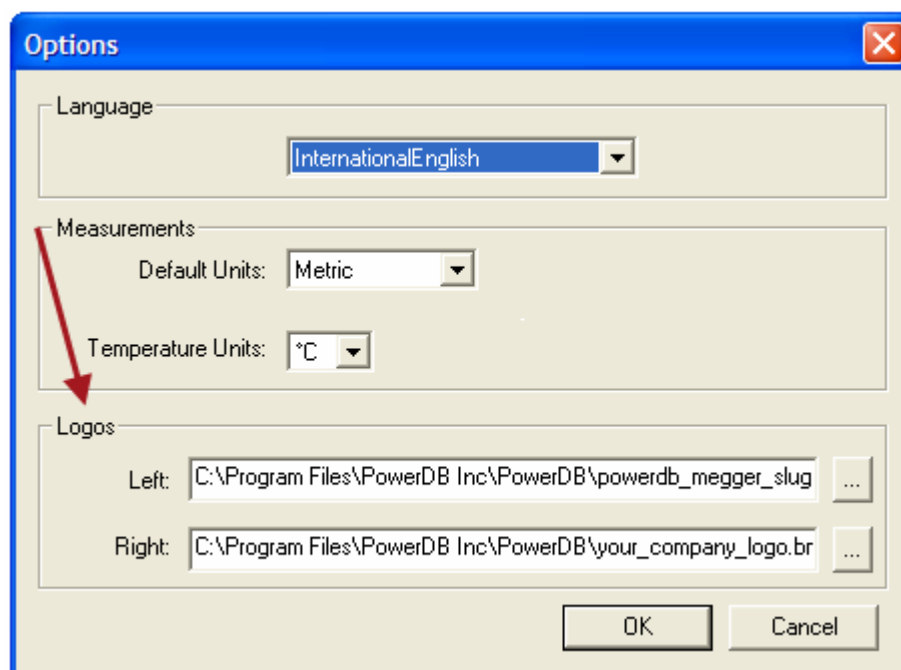 Options
Language
InternationalEnglish
Measurements
Default Units: Metric
Temperature Units: °C
Logos
Left: C:\Program Files\PowerDB Inc\PowerDB\powerdb_megger_slug ...
Right: C:\Program Files\PowerDB Inc\PowerDB\your_company_logo.br ...
OK Cancel